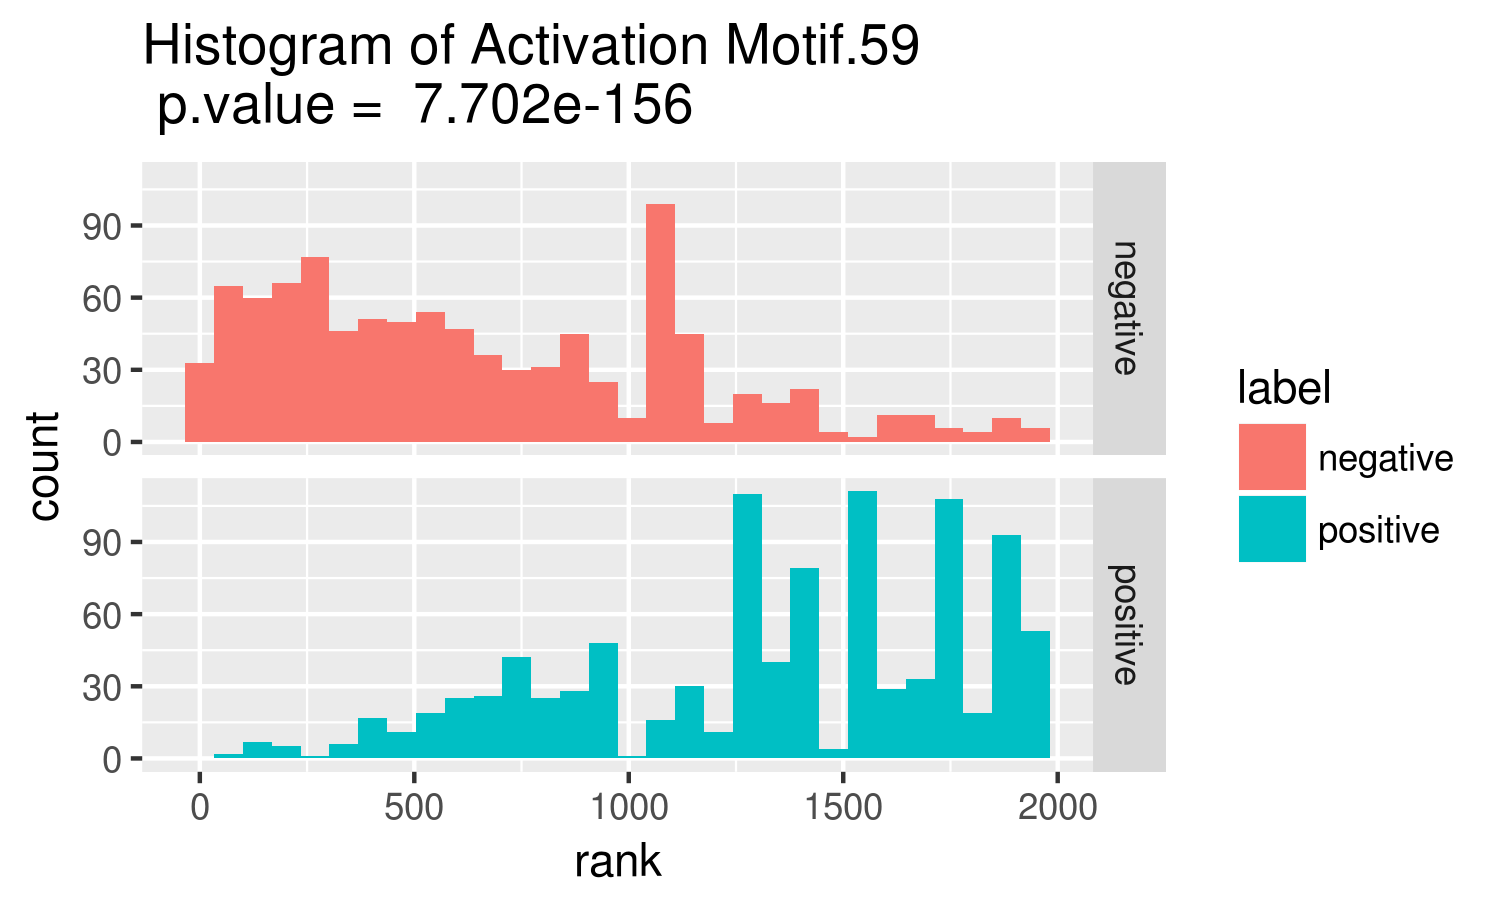 Histogram of Activation Motif.59
p.value = 7.702e-156
count
90
60
30
0
negative
90
60
30
0
positive
0 500 1000 1500 2000
rank
label
negative
positive